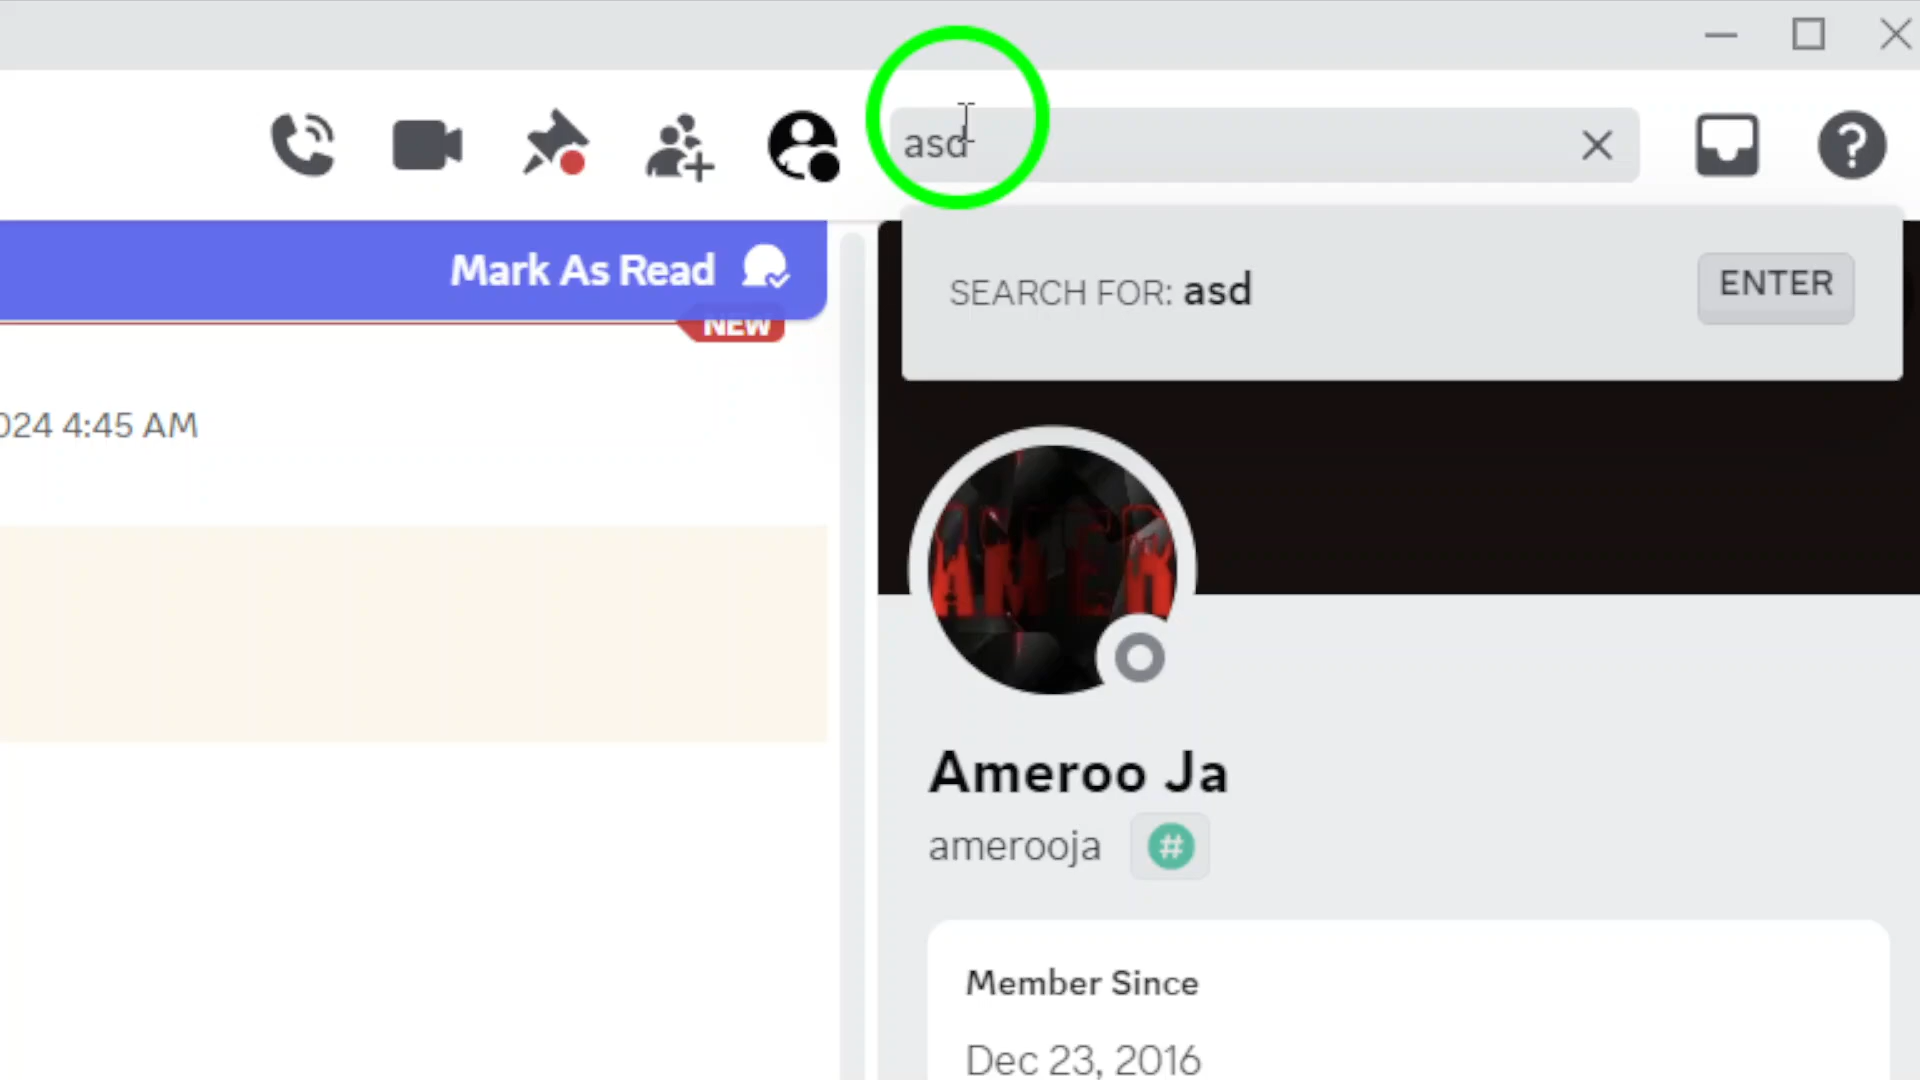 asd
Mark As Read
SEARCH FOR: asd
ENTER
NEW
024 4:45 AM
AMER
Ameroo Ja
amerooja
#
Member Since
Dec 23, 2016